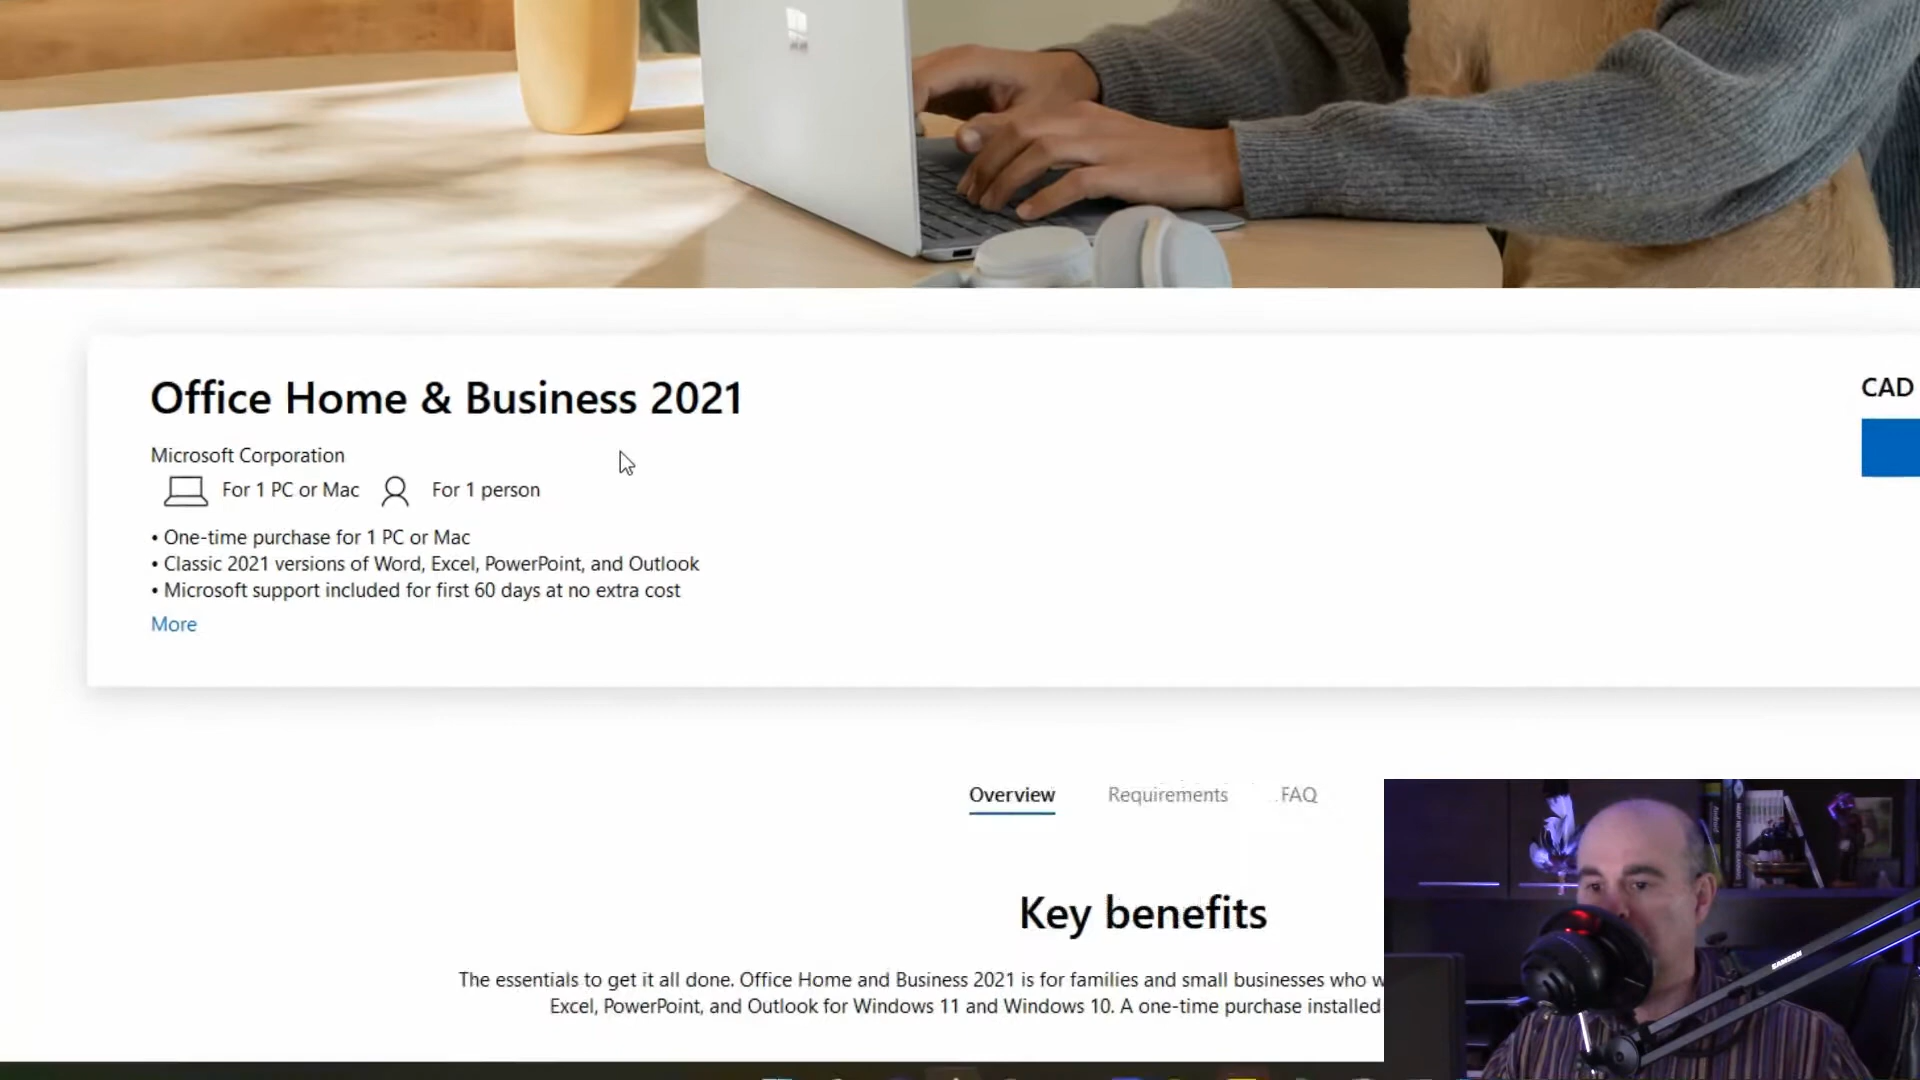 Office Home & Business 2021
CAD
Microsoft Corporation
For 1 PC or Mac
For 1 person
• One-time purchase for 1 PC or Mac
• Classic 2021 versions of Word, Excel, PowerPoint, and Outlook
• Microsoft support included for first 60 days at no extra cost
More
Overview
Requirements
FAQ
Key benefits
The essentials to get it all done. Office Home and Business 2021 is for families and small businesses who w
Excel, PowerPoint, and Outlook for Windows 11 and Windows 10. A one-time purchase installed
SAMSON